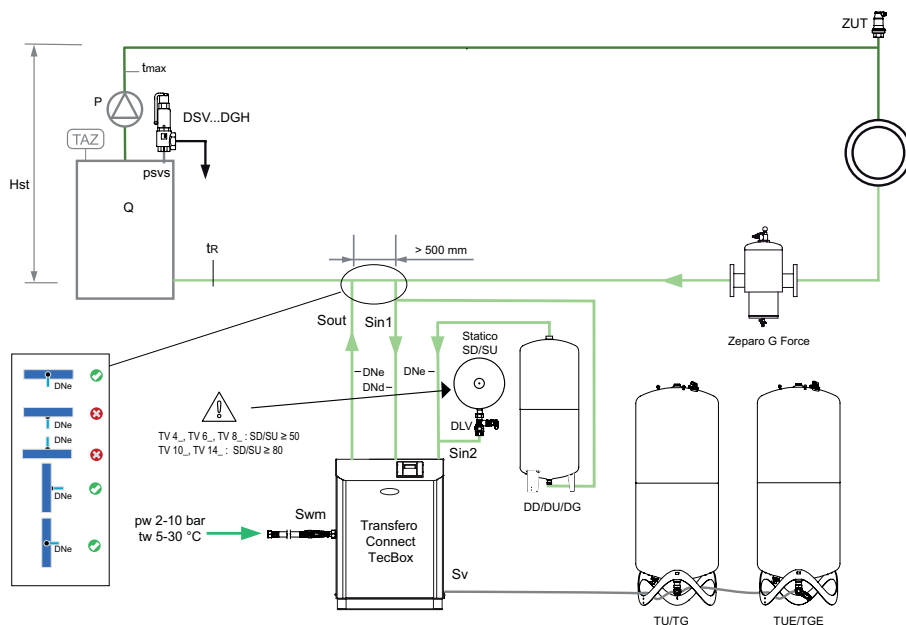 ZUT
tmax
P
DSV...DGH
TAZ
psvs
Hst
Q
tR
> 500 mm
Sout
Sin1
Statico
SD/SU
Zeparo G Force
DNe
DNe
DNd
DNe
DNe
DLV
TV 4_, TV 6_, TV 8_ : SD/SU ≥ 50
TV 10_, TV 14_ : SD/SU ≥ 80
Sin2
DNe
DD/DU/DG
DNe
pw 2-10 bar
tw 5-30 °C
Swm
Transfero
Connect
TecBox
DNe
Sv
TU/TG
TUE/TGE